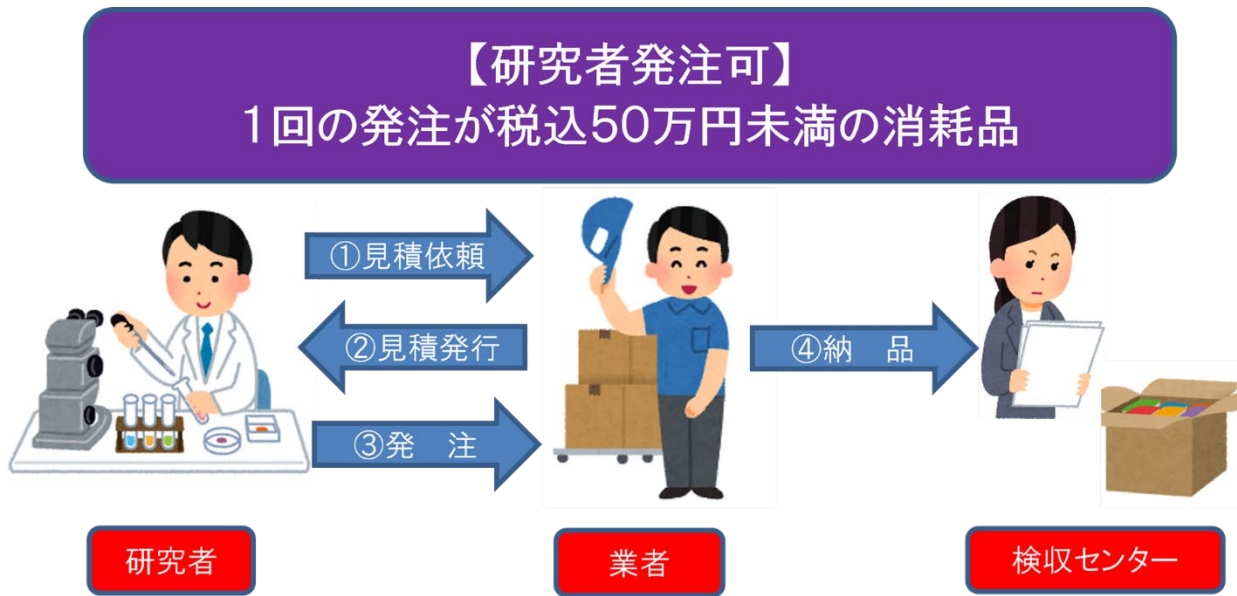 【研究者発注可】
1回の発注が税込50万円未満の消耗品
①見積依頼
②見積発行
③発　注
④納　品
研究者
業者
検収センター